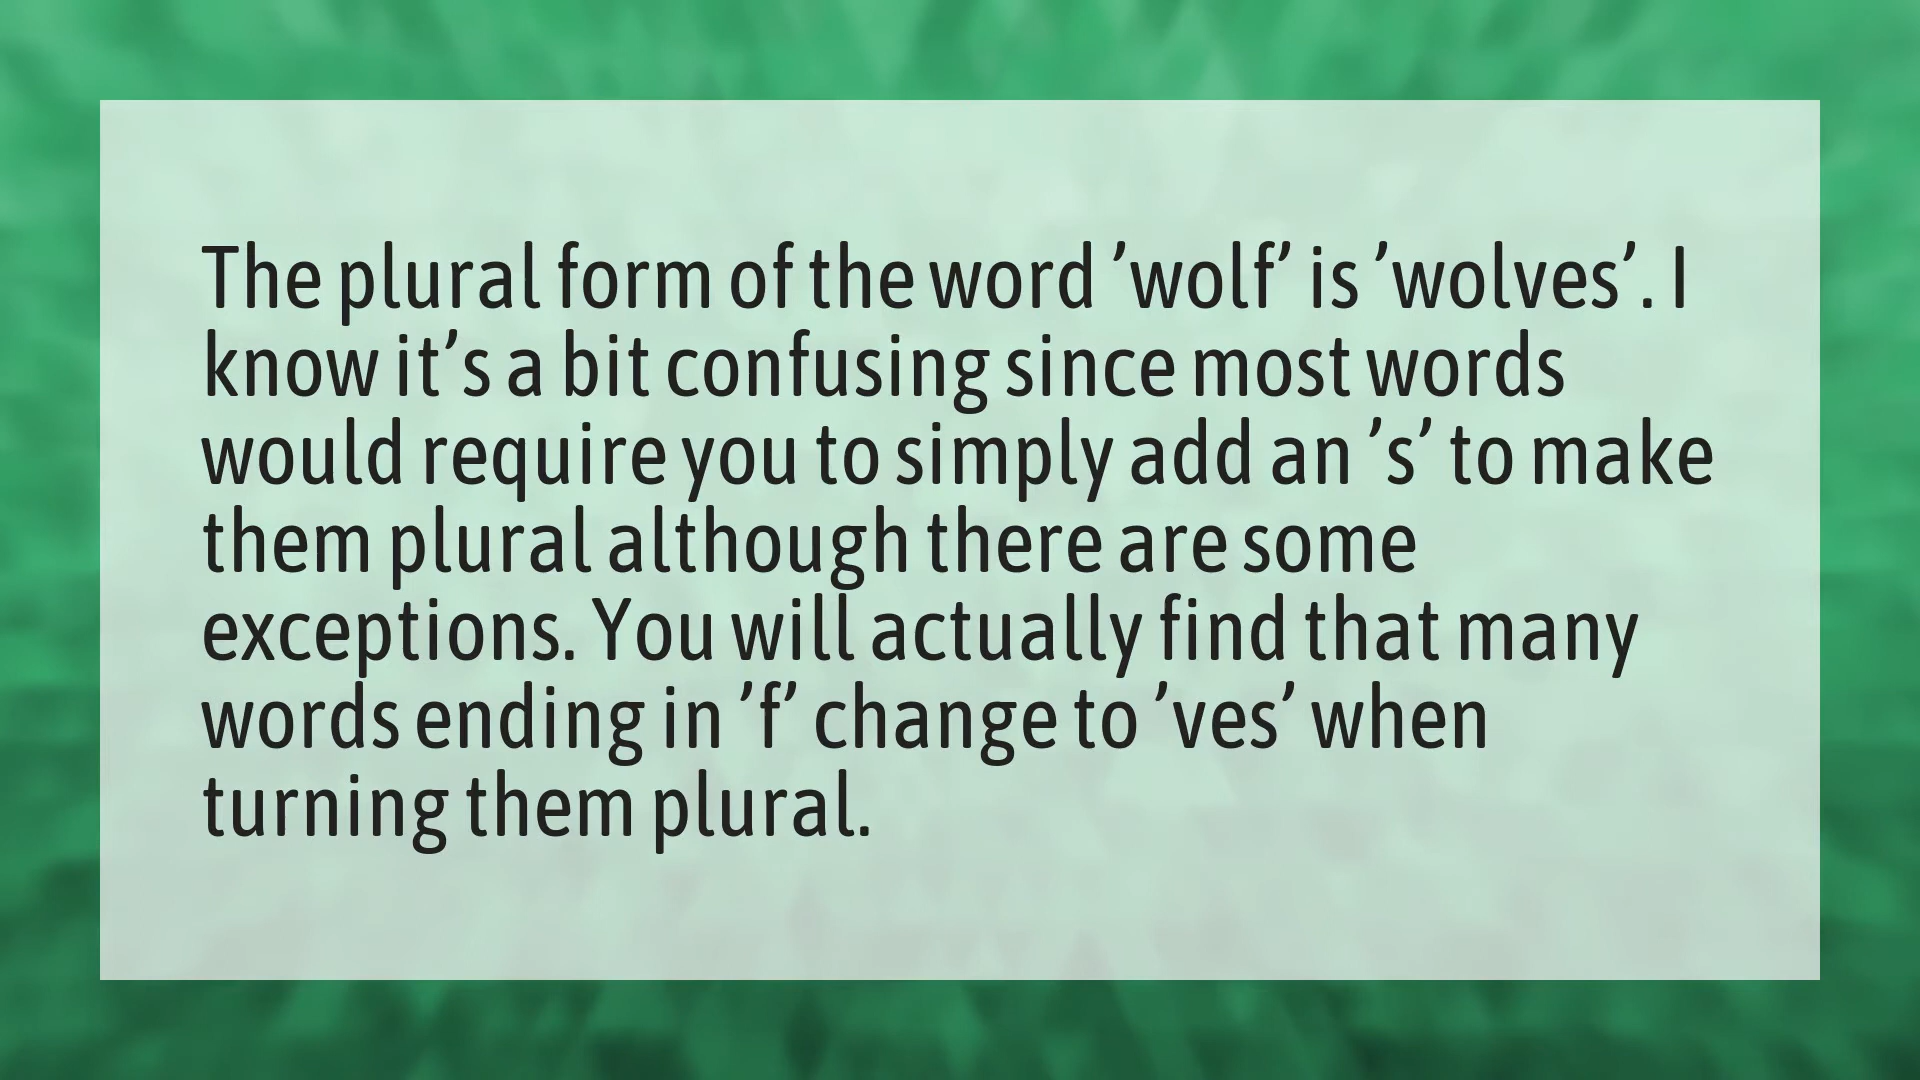 The plural form of the word ’wolf’ is ’wolves’. I
know it’s a bit confusing since most words
would require you to simply add an ’s’ to make
them plural although there are some
exceptions. You will actually find that many
words ending in ’f’ change to ’ves’ when
turning them plural.